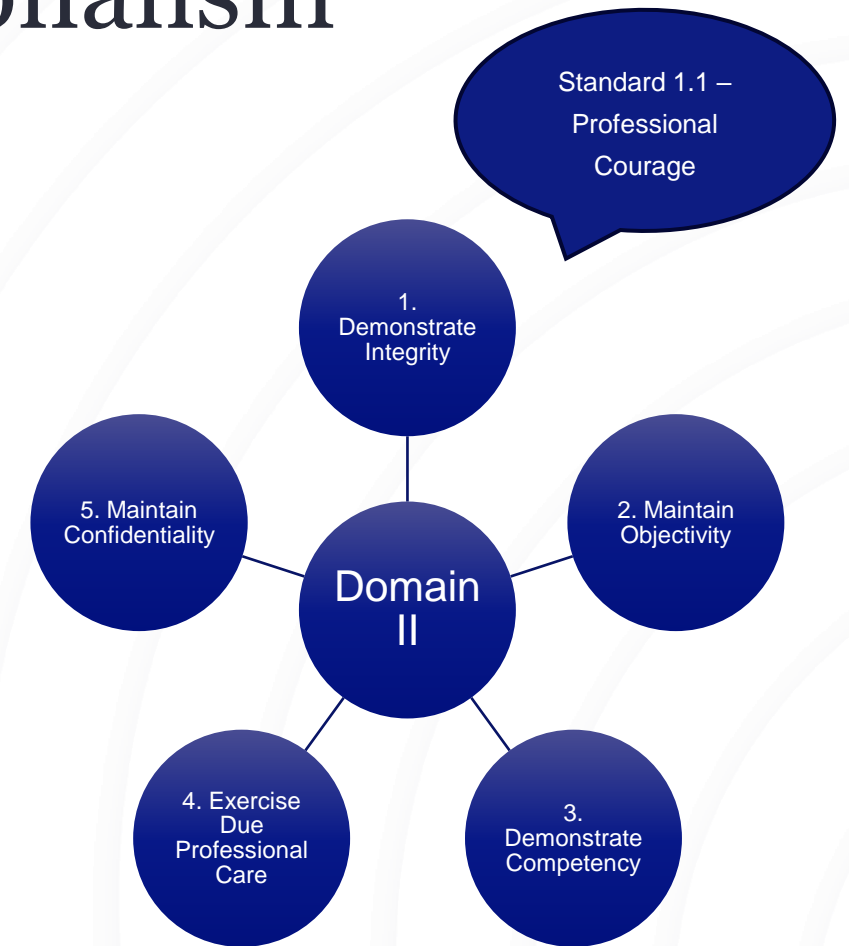 onalism
Standard 1.1 –
Professional
Courage
1.
Demonstrate
Integrity
2. Maintain
Objectivity
3.
Demonstrate
Competency
4. Exercise
Due
Professional
Care
5. Maintain
Confidentiality
Domain
II